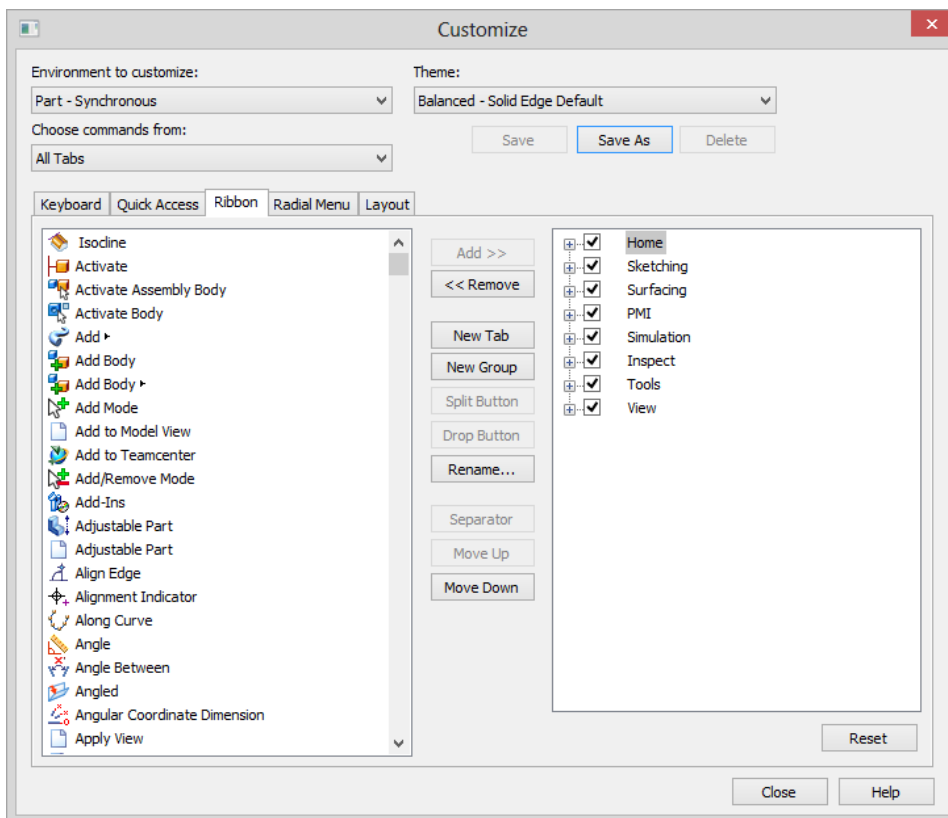 Customize
Environment to customize:
Theme:
Part - Synchronous
Balanced - Solid Edge Default
Choose commands from:
Save
Save As
Delete
All Tabs
Keyboard
Quick Access
Ribbon
Radial Menu
Layout
Isocline
Activate
Activate Assembly Body
Activate Body
Add
Add Body
Add Body
Add Mode
Add to Model View
Add to Teamcenter
Add/Remove Mode
Add-Ins
Adjustable Part
Adjustable Part
Align Edge
Alignment Indicator
Along Curve
Angle
Angle Between
Angled
Angular Coordinate Dimension
Apply View
Add >>
<< Remove
New Tab
New Group
Split Button
Drop Button
Rename...
Separator
Move Up
Move Down
Home
Sketching
Surfacing
PMI
Simulation
Inspect
Tools
View
Reset
Close
Help